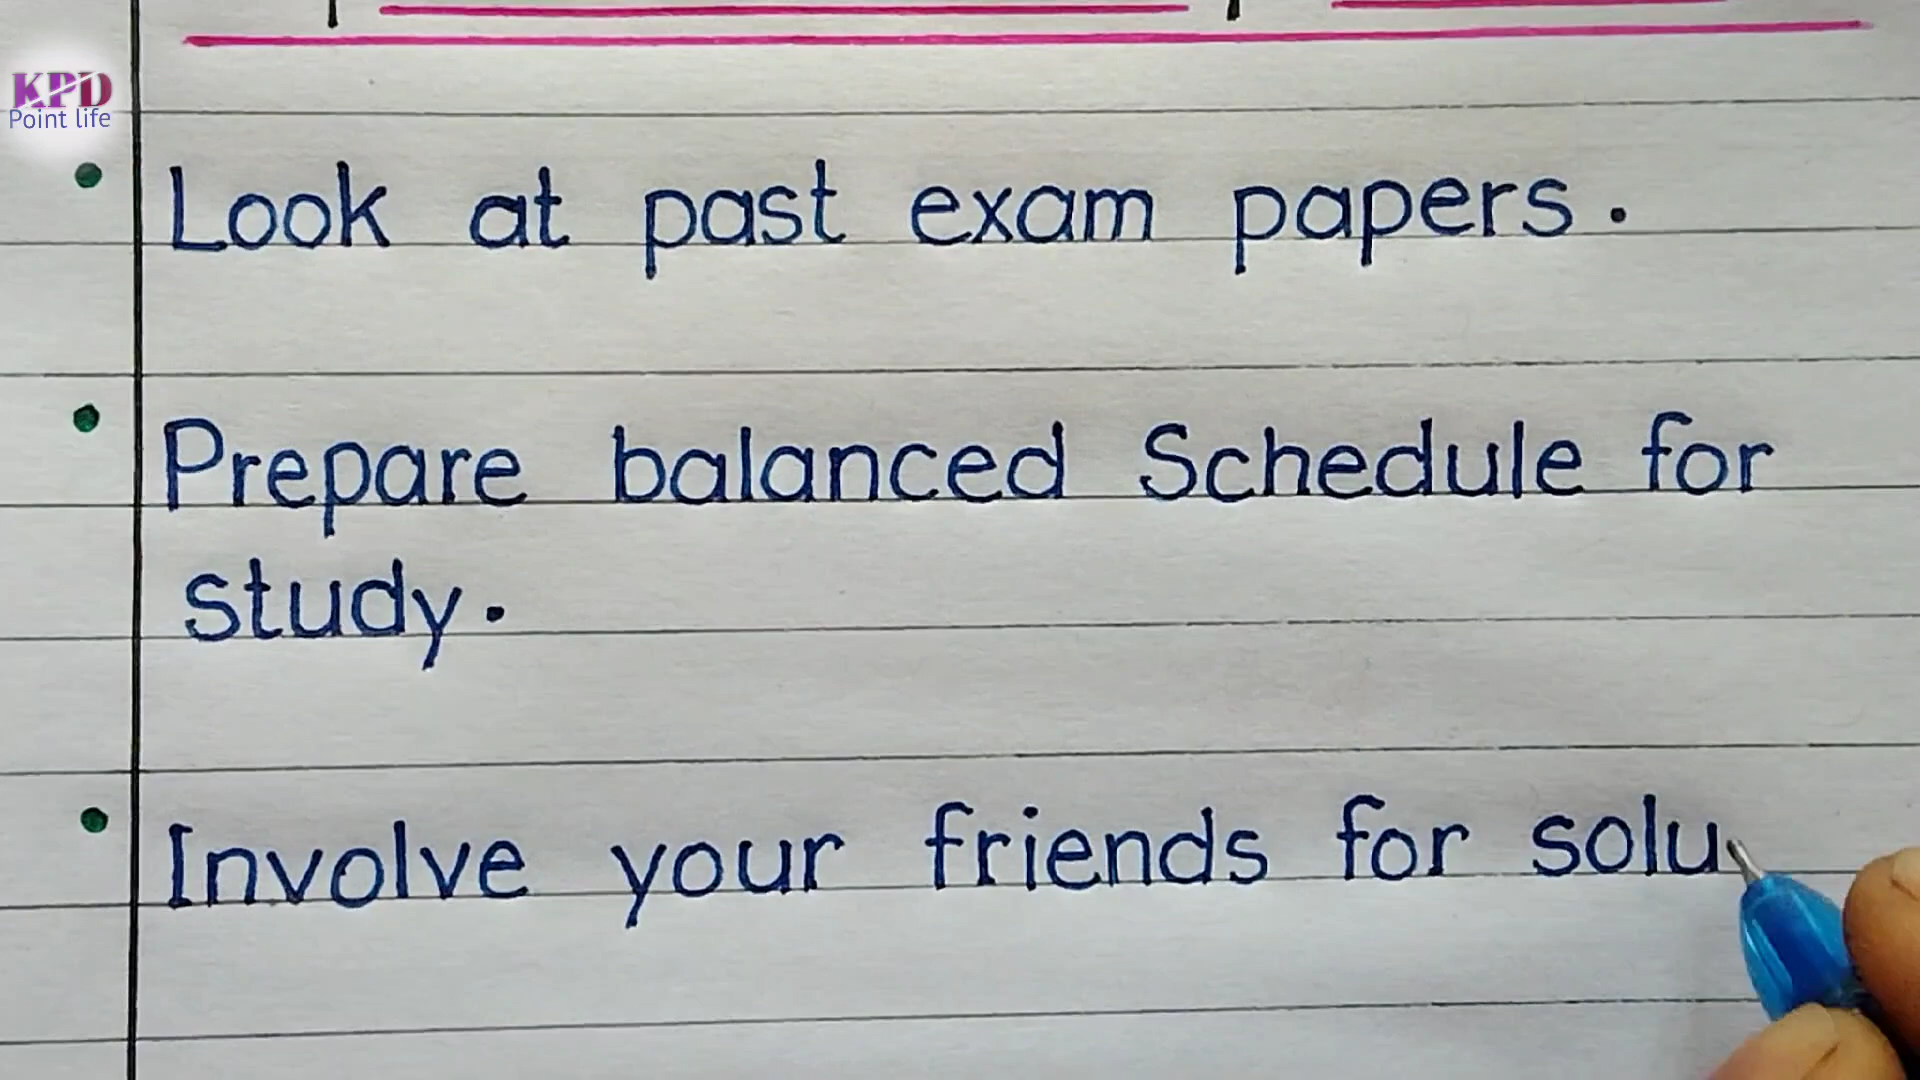 KPD
Point life
Look at past exam papers.
Prepare balanced Schedule for
study.
Involve your friends for solu